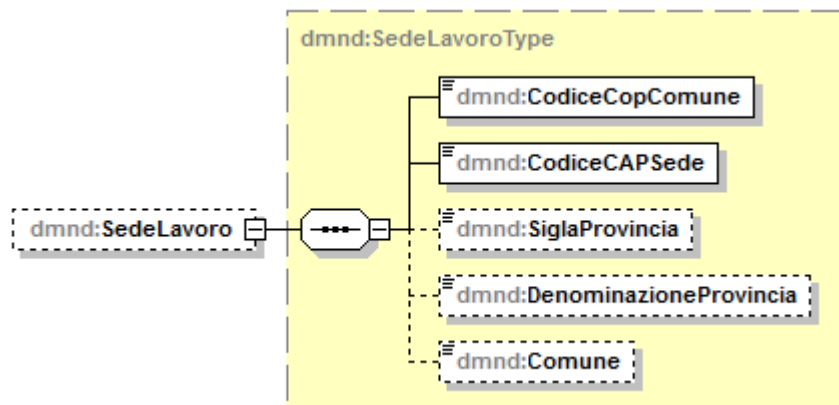 dmnd:SedeLavoroType
dmnd:CodiceCopComune
dmnd:CodiceCAPSede
dmnd:SedeLavoro
dmnd:SiglaProvincia
dmnd:DenominazioneProvincia
dmnd:Comune